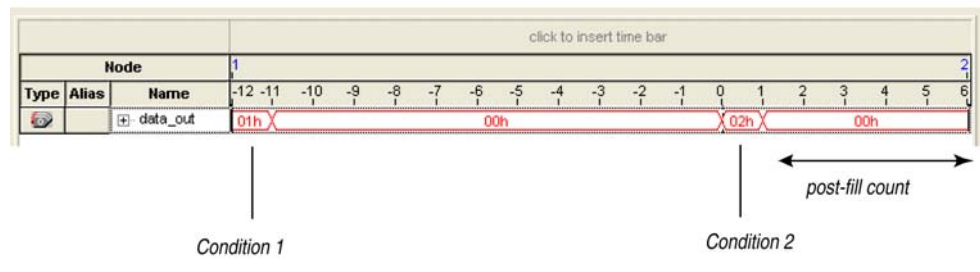 click to insert time bar
Node 1 2
Type Alias Name -12 -11 -10 -9 -8 -7 -6 -5 -4 -3 -2 -1 0 1 2 3 4 5 6
data_out 01h 00h 02h 00h
post-fill count
Condition 1 Condition 2